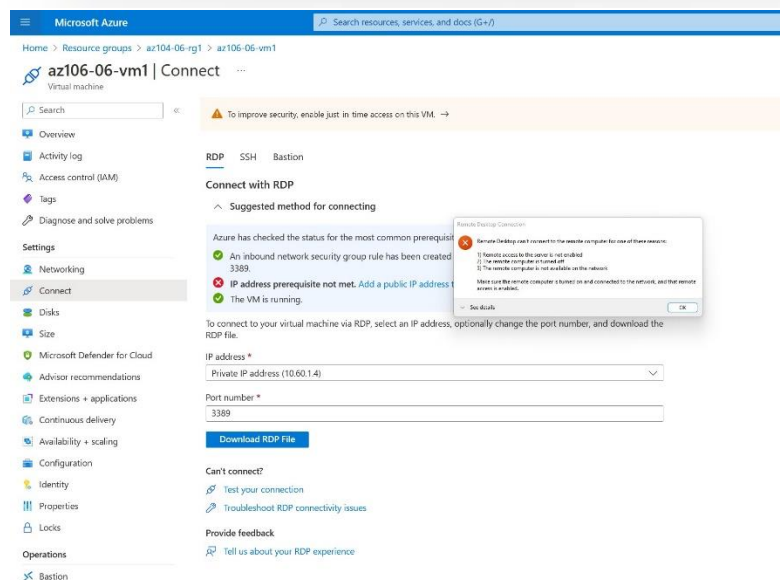 Microsoft Azure
Search resources, services, and docs (G+/)
Home > Resource groups > az104-06-rg1 > az106-06-vm1
az106-06-vm1 | Connect ...
Virtual machine
Search
Overview
Activity log
Access control (IAM)
Tags
Diagnose and solve problems
Settings
Networking
Connect
Disks
Size
Microsoft Defender for Cloud
Advisor recommendations
Extensions + applications
Continuous delivery
Availability + scaling
Configuration
Identity
Properties
Locks
Operations
Bastion
To improve security, enable just in time access on this VM. →
RDP SSH Bastion
Connect with RDP
Suggested method for connecting
Azure has checked the status for the most common prerequisit
An inbound network security group rule has been created
3389.
IP address prerequisite not met. Add a public IP address t
The VM is running.
To connect to your virtual machine via RDP, select an IP address, optionally change the port number, and download the
RDP file.
IP address *
Private IP address (10.60.1.4)
Port number *
3389
Download RDP File
Can't connect?
Test your connection
Troubleshoot RDP connectivity issues
Provide feedback
Tell us about your RDP experience
Remote Desktop Connection
Remote Desktop can't connect to the remote computer for one of these reasons:
1) Remote access to the server is not enabled
2) The remote computer is turned off
3) The remote computer is not available on the network
Make sure the remote computer is turned on and connected to the network, and that remote
access is enabled.
See details
OK